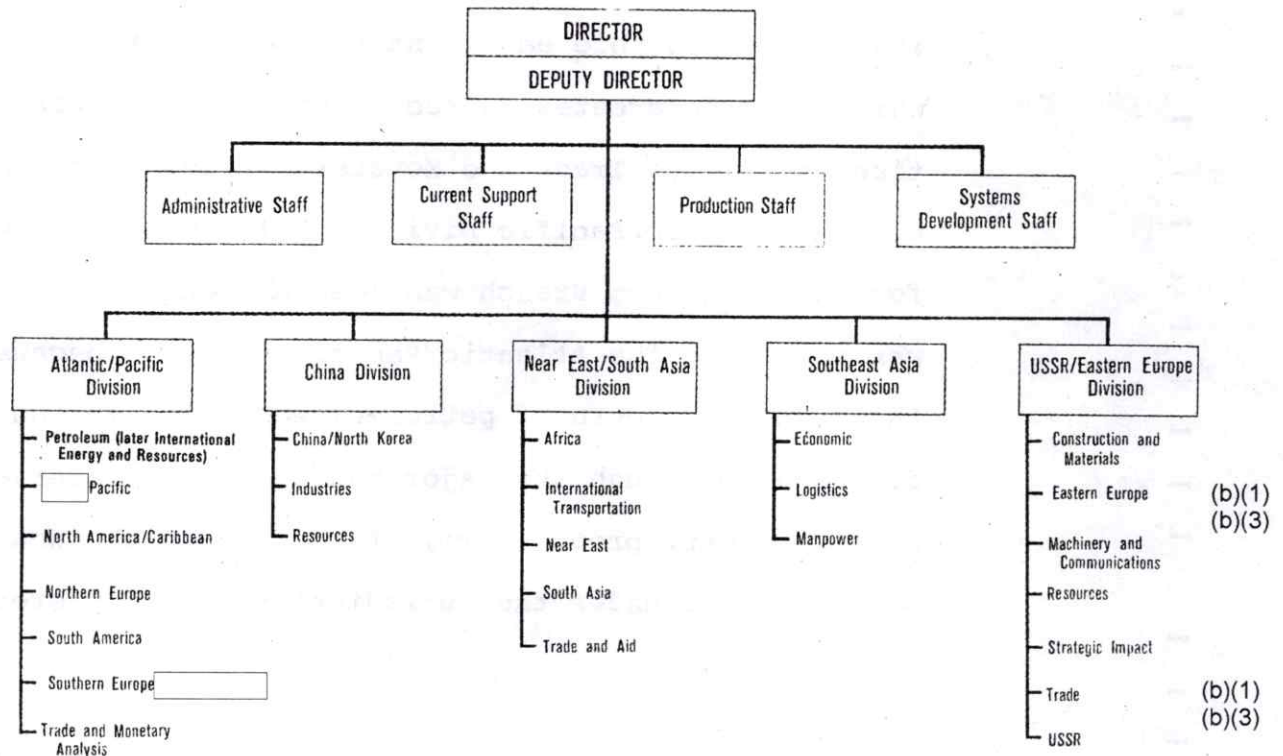 DIRECTOR
DEPUTY DIRECTOR
Administrative Staff
Current Support
Staff
Production Staff
Systems
Development Staff
Atlantic/Pacific
Division
Petroleum (later International
Energy and Resources)
Pacific
North America/Caribbean
Northern Europe
South America
Southern Europe
Trade and Monetary
Analysis
China Division
China/North Korea
Industries
Resources
Near East/South Asia
Division
Africa
International
Transportation
Near East
South Asia
Trade and Aid
Southeast Asia
Division
Economic
Logistics
Manpower
USSR/Eastern Europe
Division
Construction and
Materials
Eastern Europe
Machinery and
Communications
Resources
Strategic Impact
Trade
USSR
(b)(1)
(b)(3)
(b)(1)
(b)(3)